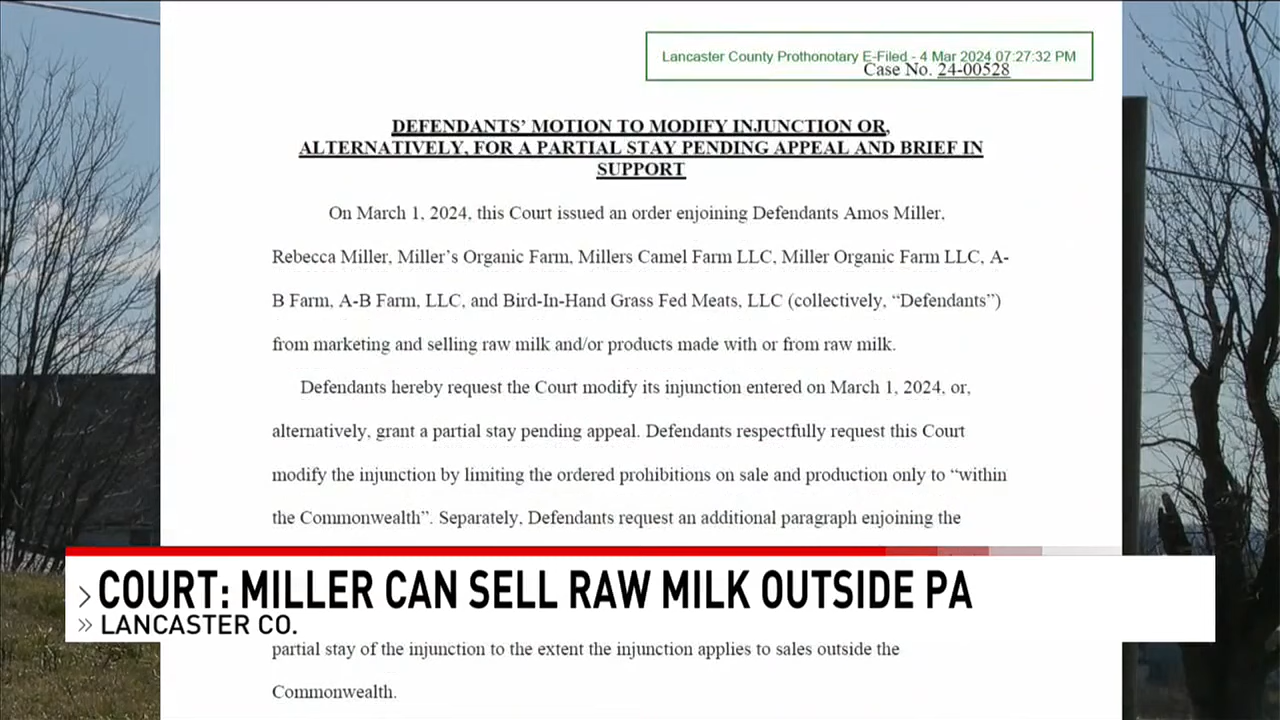 Lancaster County Prothonotary E-Filed - 4 Mar 2024 07:27:32 PM
Case No. 24-00528
DEFENDANTS’ MOTION TO MODIFY INJUNCTION OR,
ALTERNATIVELY, FOR A PARTIAL STAY PENDING APPEAL AND BRIEF IN
SUPPORT
On March 1, 2024, this Court issued an order enjoining Defendants Amos Miller,
Rebecca Miller, Miller’s Organic Farm, Millers Camel Farm LLC, Miller Organic Farm LLC, A-
B Farm, A-B Farm, LLC, and Bird-In-Hand Grass Fed Meats, LLC (collectively, “Defendants”)
from marketing and selling raw milk and/or products made with or from raw milk.
Defendants hereby request the Court modify its injunction entered on March 1, 2024, or,
alternatively, grant a partial stay pending appeal. Defendants respectfully request this Court
modify the injunction by limiting the ordered prohibitions on sale and production only to “within
the Commonwealth”. Separately, Defendants request an additional paragraph enjoining the
COURT: MILLER CAN SELL RAW MILK OUTSIDE PA
LANCASTER CO.
partial stay of the injunction to the extent the injunction applies to sales outside the
Commonwealth.